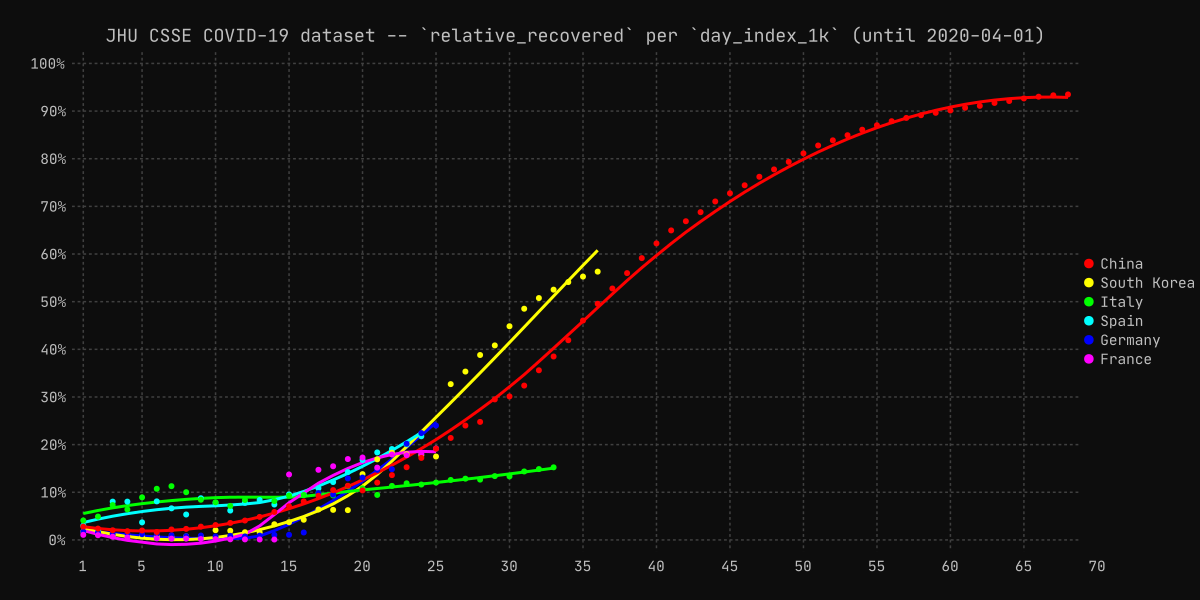 JHU CSSE COVID-19 dataset -- `relative_recovered` per `day_index_1k` (until 2020-04-01)
100%
90%
80%
70%
60%
50%
40%
30%
20%
10%
0%
1 5 10 15 20 25 30 35 40 45 50 55 60 65 70
China
South Korea
Italy
Spain
Germany
France